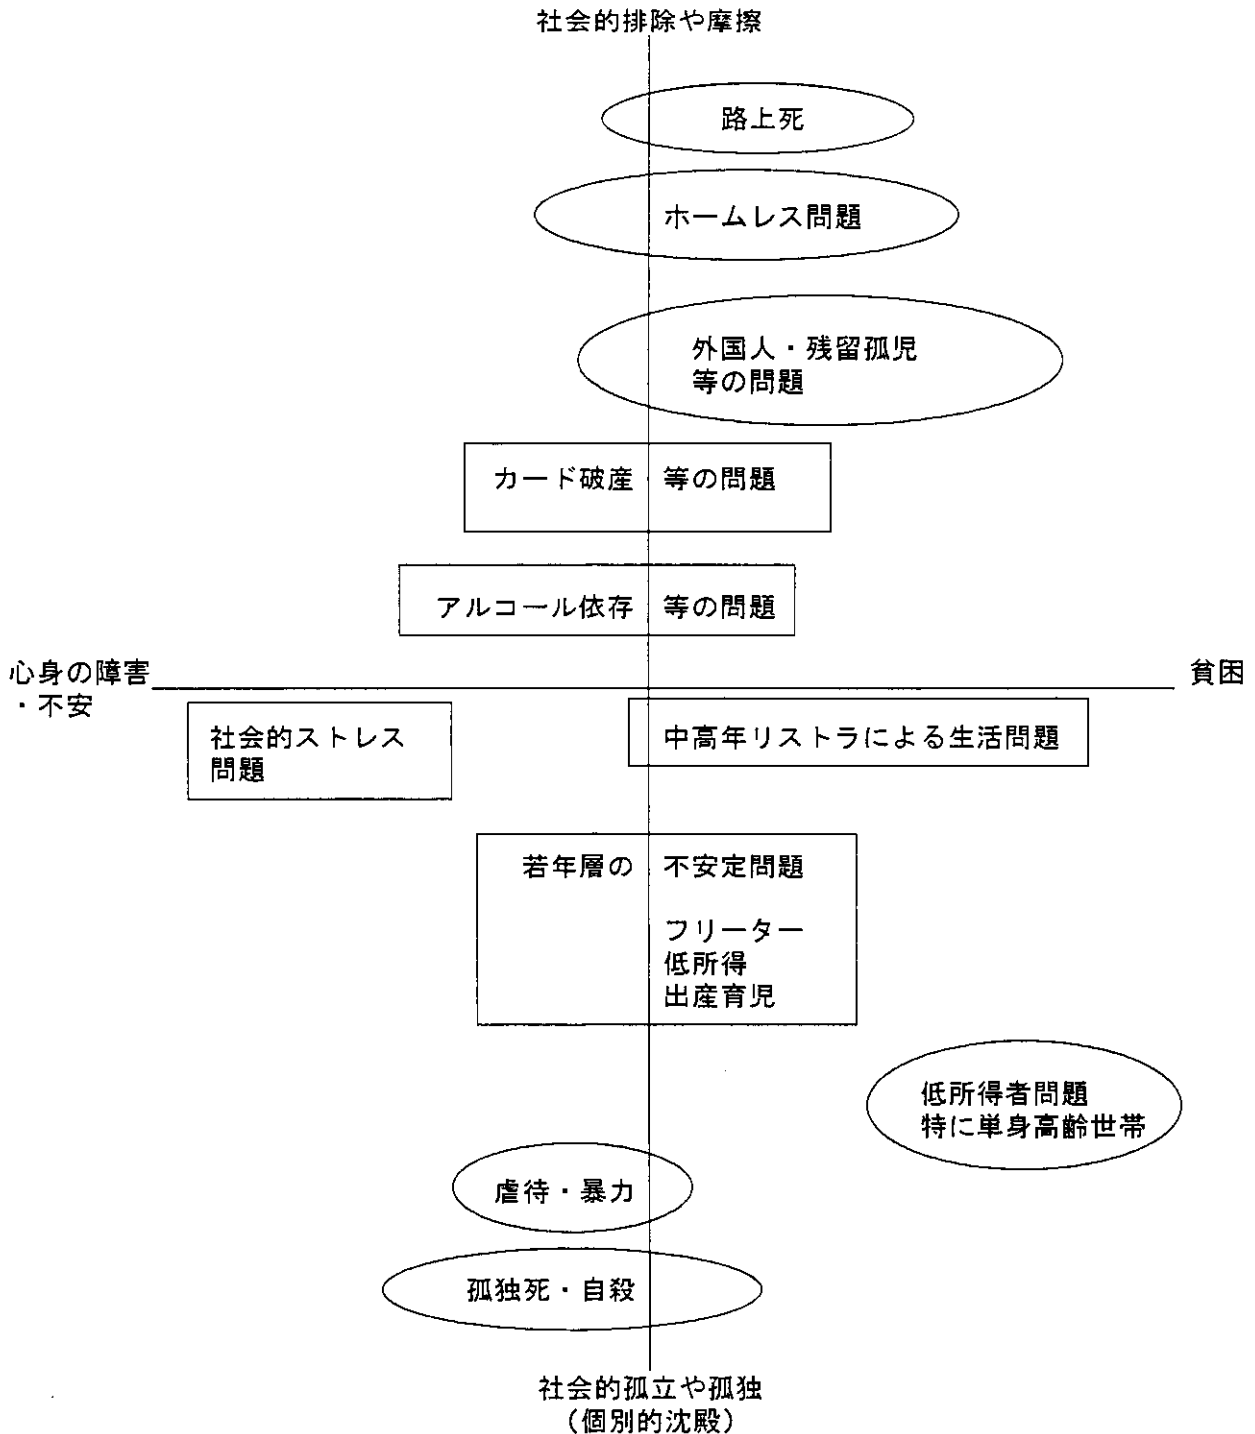 社会的排除や摩擦
路上死
ホームレス問題
外国人・残留孤児
等の問題
カード破産 等の問題
アルコール依存 等の問題
心身の障害
・不安
貧困
社会的ストレス
問題
中高年リストラによる生活問題
若年層の 不安定問題
フリーター
低所得
出産育児
低所得者問題
特に単身高齢世帯
虐待・暴力
孤独死・自殺
社会的孤立や孤独
（個別的沈殿）